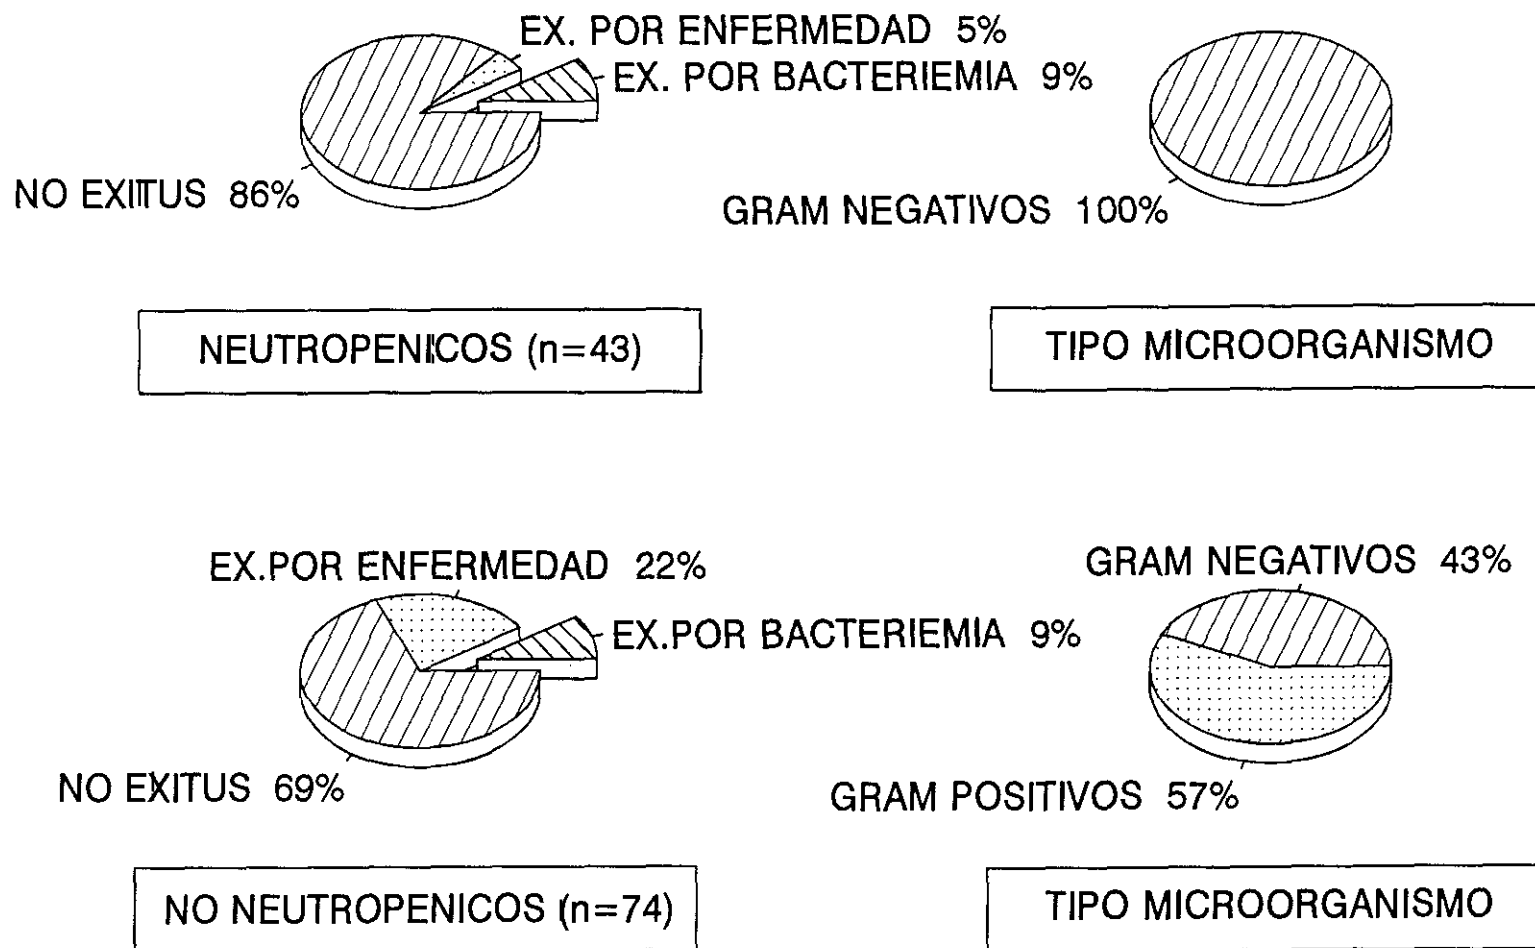 EX. POR ENFERMEDAD 5%
EX. POR BACTERIEMIA 9%
NO EXITUS 86%
GRAM NEGATIVOS 100%
NEUTROPENICOS (n=43)
TIPO MICROORGANISMO
EX.POR ENFERMEDAD 22%
GRAM NEGATIVOS 43%
EX.POR BACTERIEMIA 9%
NO EXITUS 69%
GRAM POSITIVOS 57%
NO NEUTROPENICOS (n=74)
TIPO MICROORGANISMO